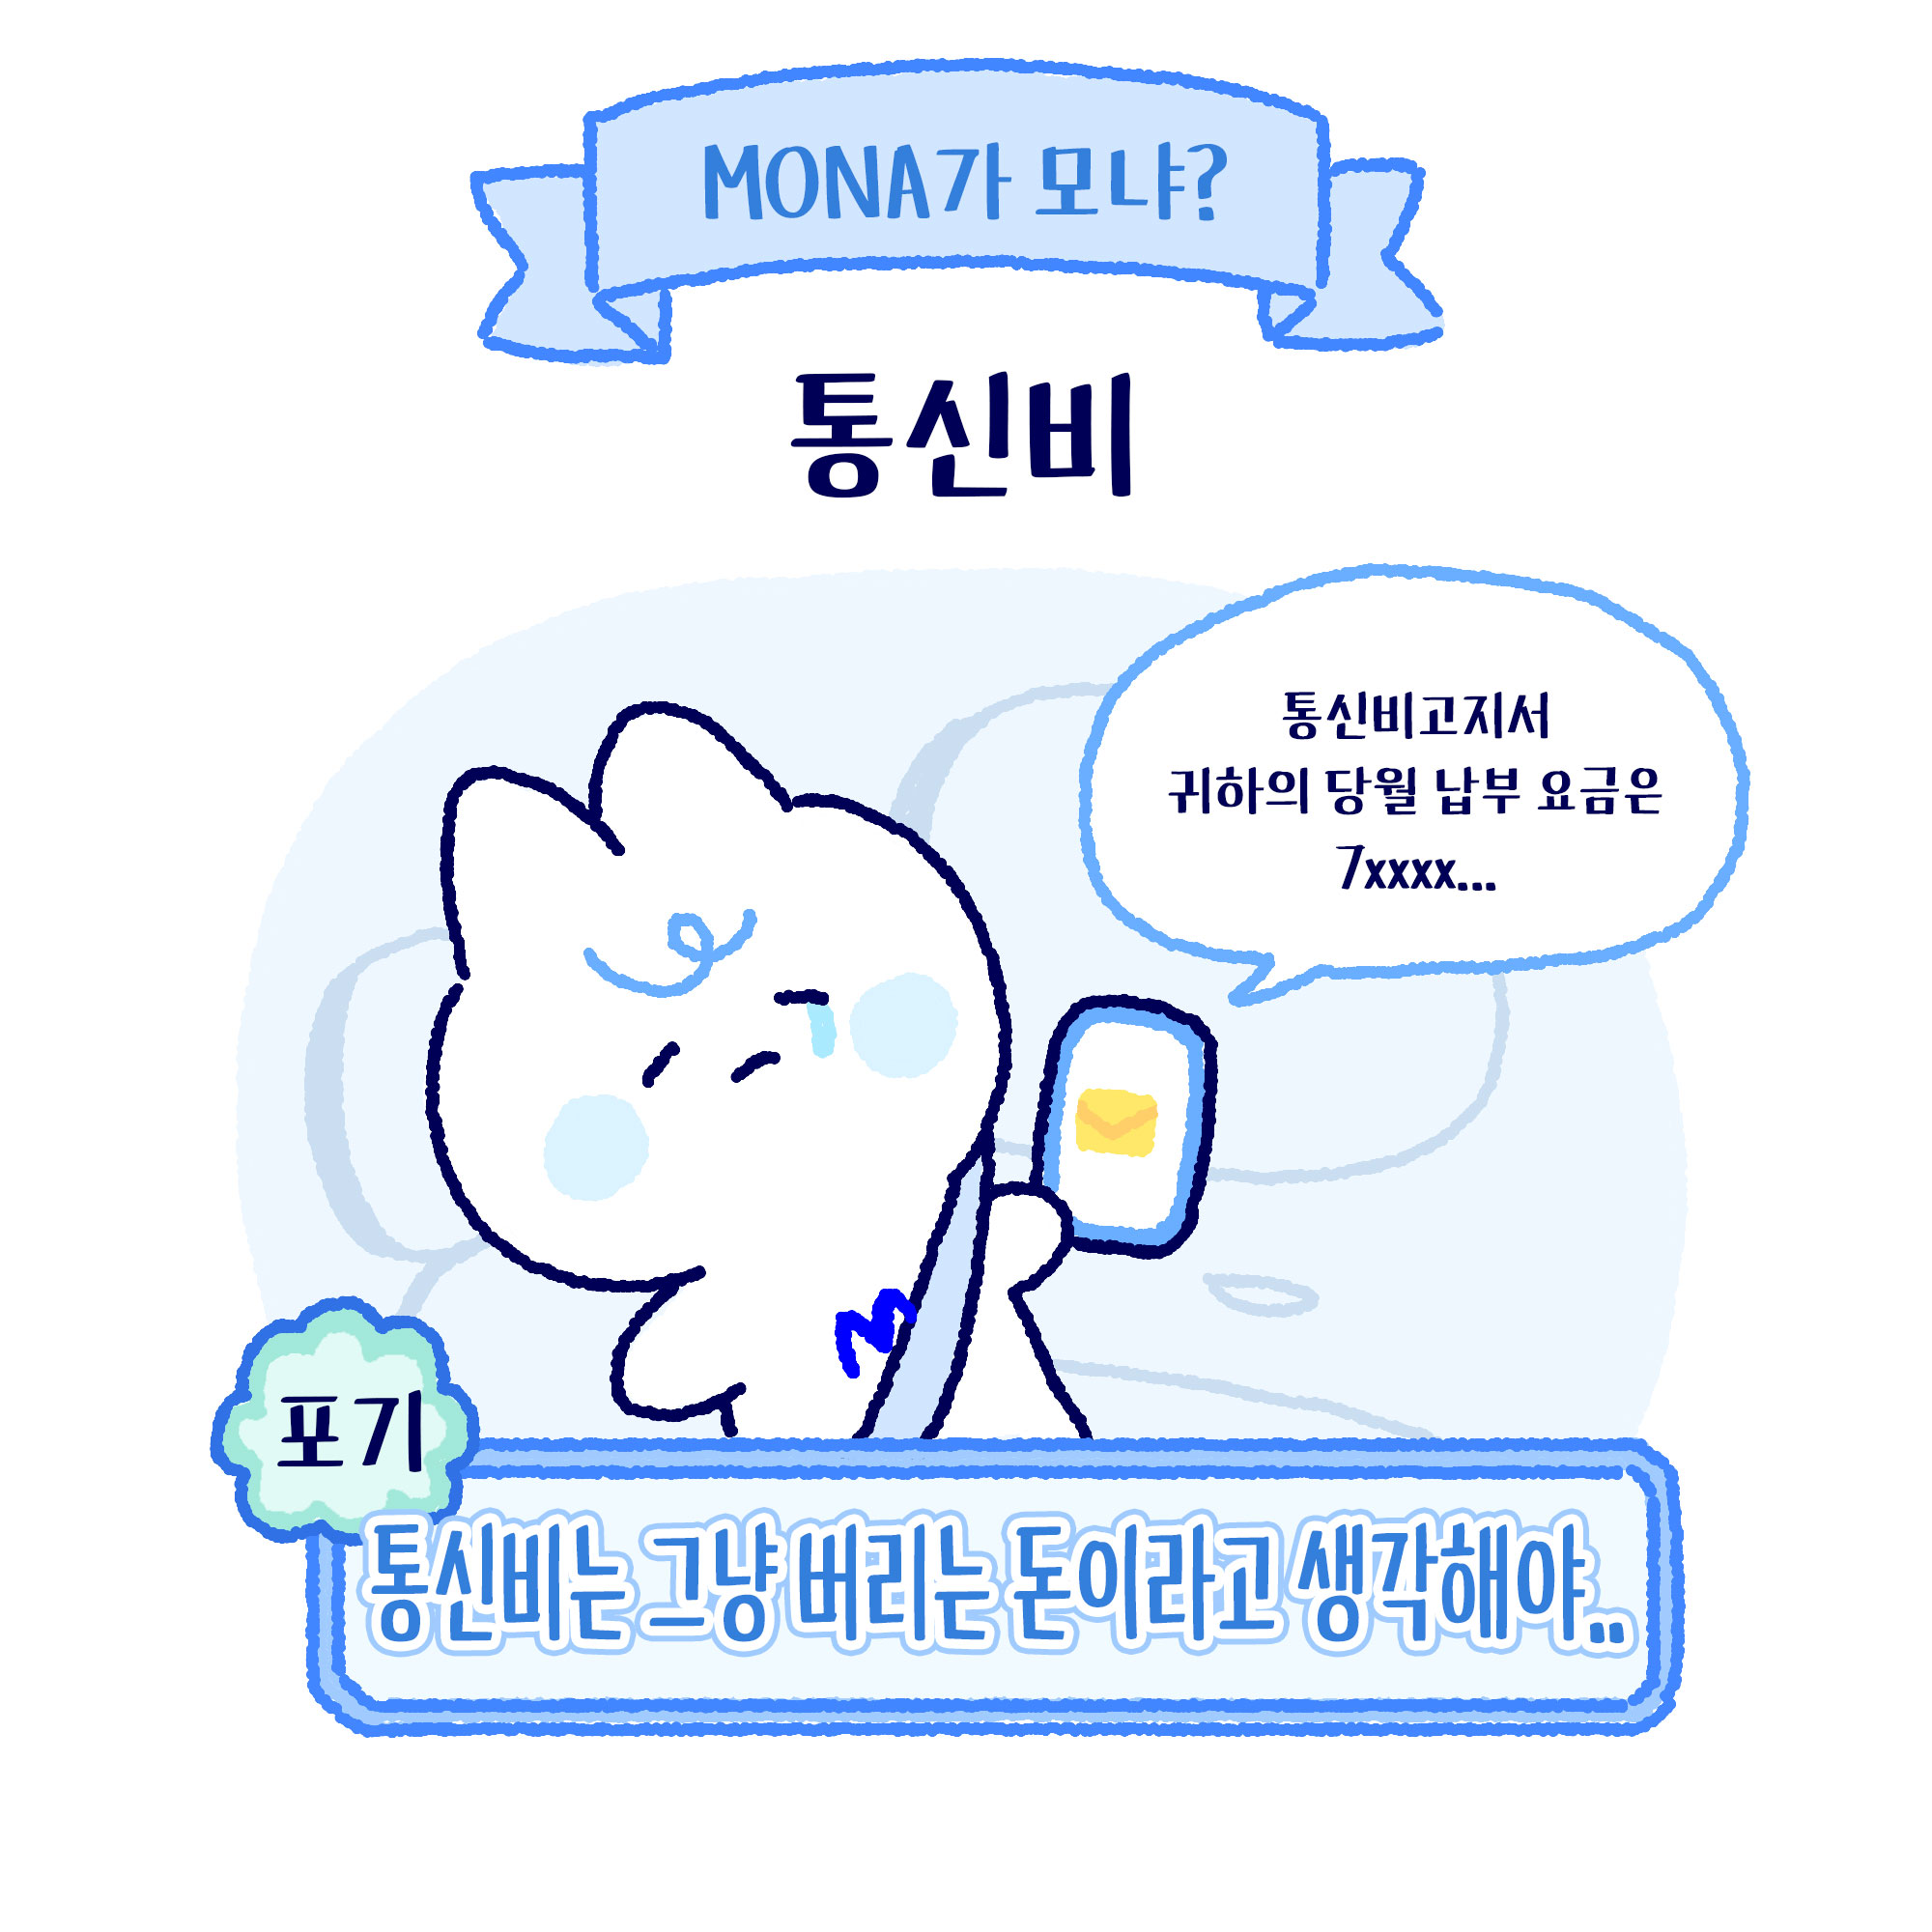 MONA가 모냐?
통신비
통신비고지서
귀하의 당월 납부 요금은
7xxxx...
M
포기
통신비는 그냥 버리는 돈이라고 생각해야..